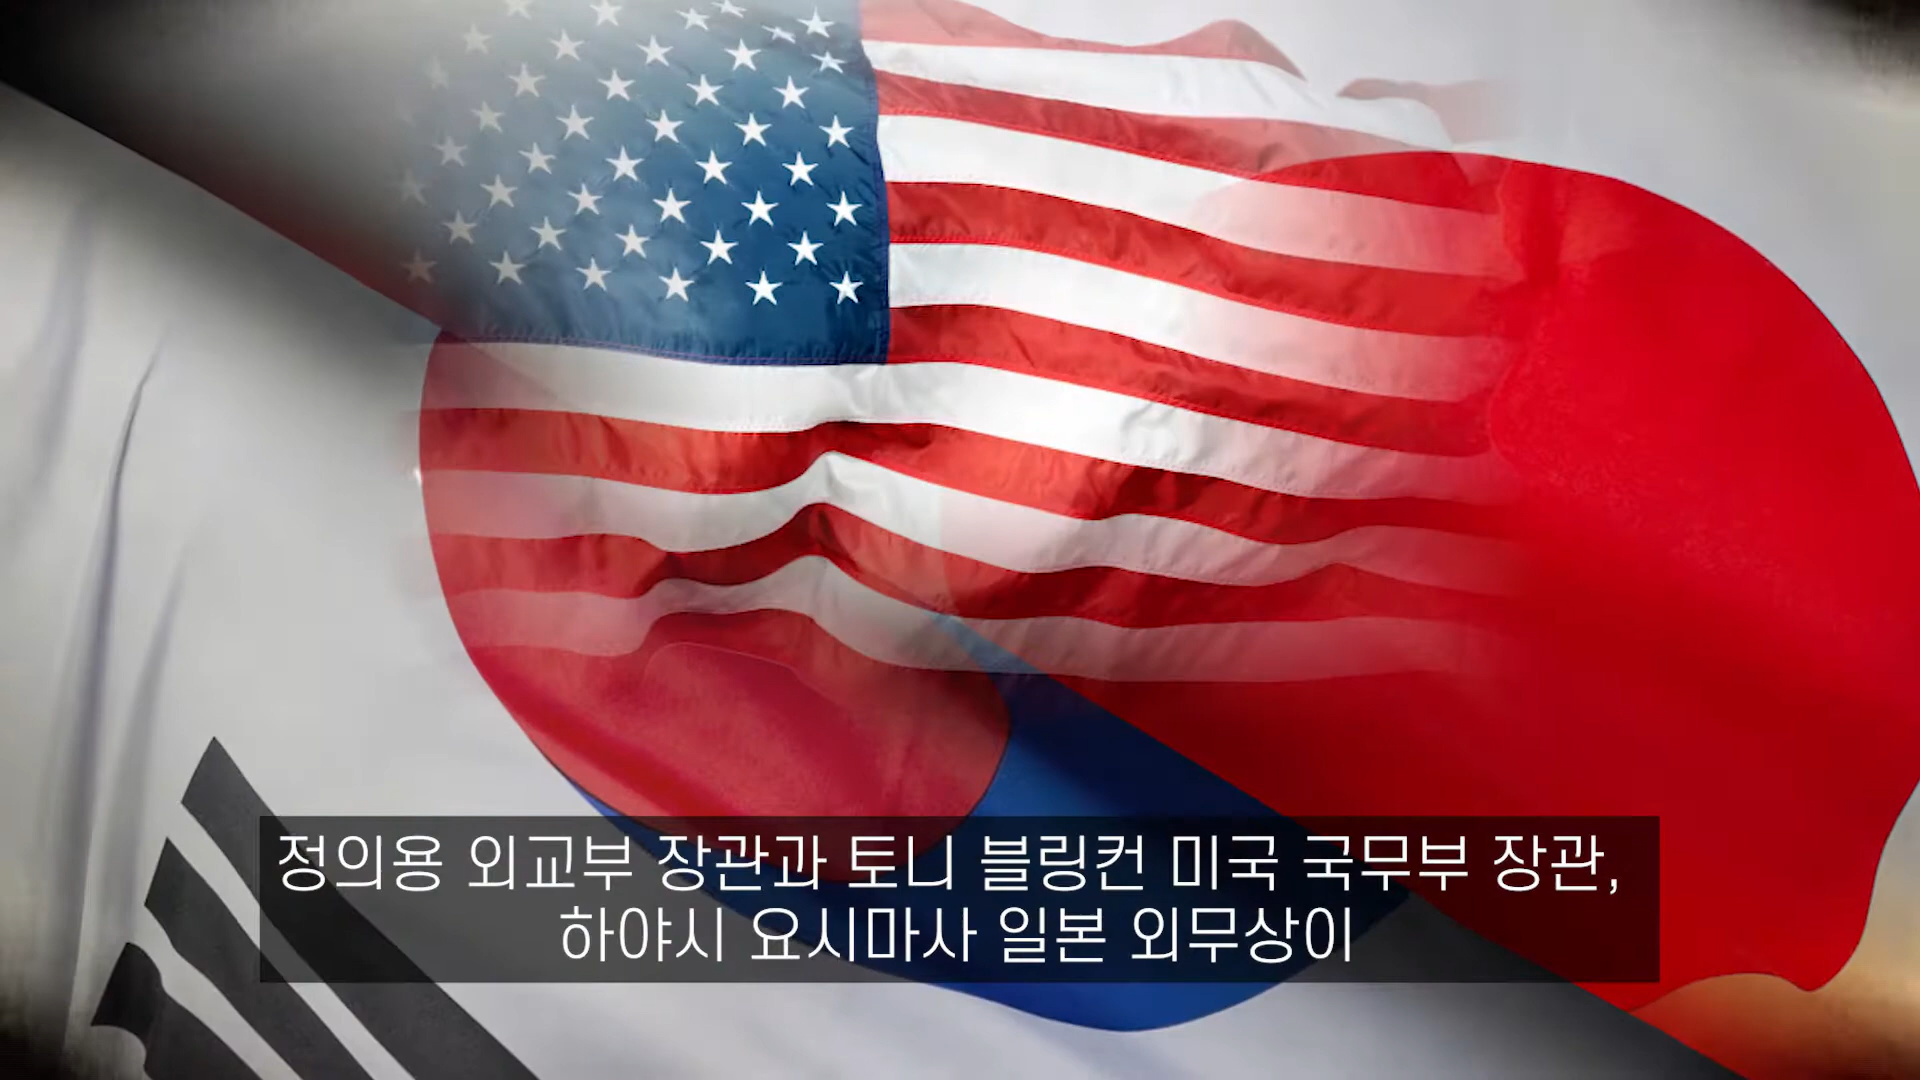 정의용 외교부 장관과 토니 블링컨 미국 국무부 장관,
하야시 요시마사 일본 외무상이